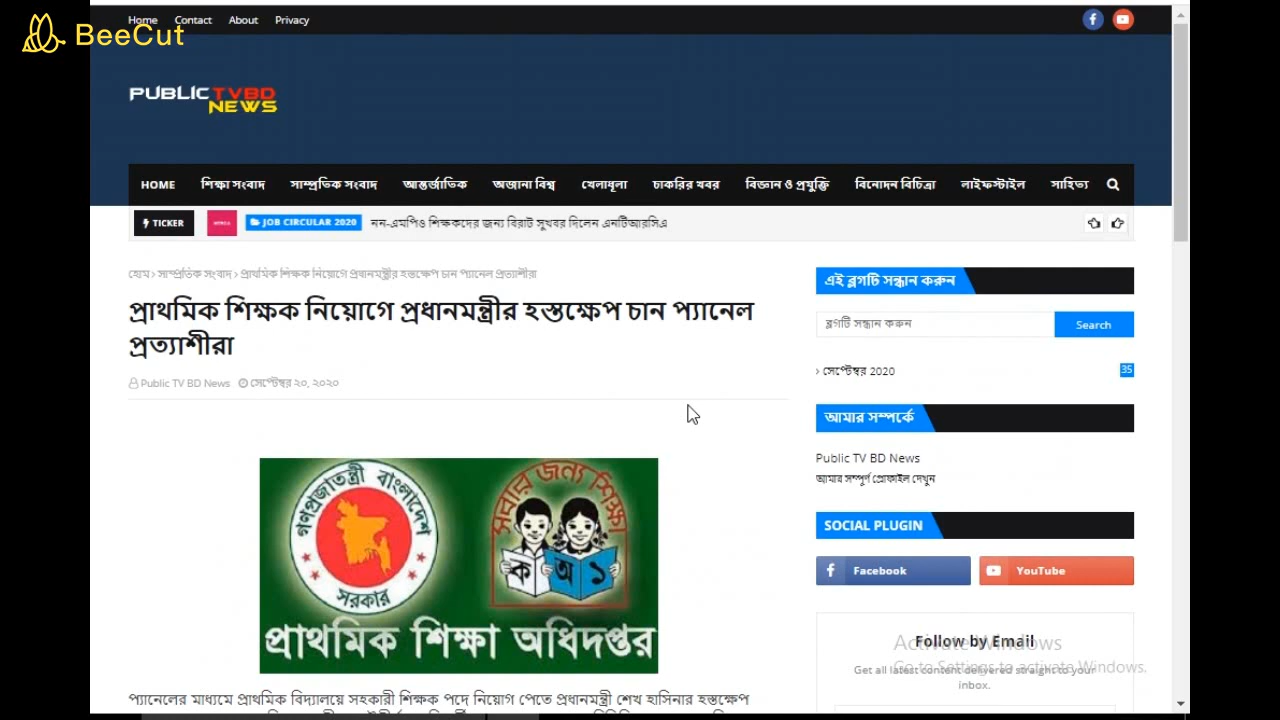 Home Contact About Privacy
BeeCut
PUBLIC TVBD
NEWS
HOME শিক্ষা সংবাদ সাম্প্রতিক সংবাদ আন্তর্জাতিক অজানা বিশ্ব খেলাধূলা চাকরির খবর বিজ্ঞান ও প্রযুক্তি বিনোদন বিচিত্রা লাইফস্টাইল সাহিত্য
TICKER JOB CIRCULAR 2020 নন-এমপিও শিক্ষকদের জন্য বিরাট সুখবর দিলেন এনটিআরসিএ
হোম › সাম্প্রতিক সংবাদ › প্রাথমিক শিক্ষক নিয়োগে প্রধানমন্ত্রীর হস্তক্ষেপ চান প্যানেল প্রত্যাশীরা
প্রাথমিক শিক্ষক নিয়োগে প্রধানমন্ত্রীর হস্তক্ষেপ চান প্যানেল
প্রত্যাশীরা
Public TV BD News সেপ্টেম্বর ২০, ২০২০
গণপ্রজাতন্ত্রী বাংলাদেশ
সরকার
সবার জন্য শিক্ষা
ক অ ১
প্রাথমিক শিক্ষা অধিদপ্তর
প্যানেলের মাধ্যমে প্রাথমিক বিদ্যালয়ে সহকারী শিক্ষক পদে নিয়োগ পেতে প্রধানমন্ত্রী শেখ হাসিনার হস্তক্ষেপ
এই ব্লগটি সন্ধান করুন
ব্লগটি সন্ধান করুন Search
› সেপ্টেম্বর 2020 35
আমার সম্পর্কে
Public TV BD News
আমার সম্পূর্ণ প্রোফাইল দেখুন
SOCIAL PLUGIN
Facebook YouTube
Follow by Email
Get all latest content delivered straight to your
inbox.
Activate Windows
Go to Settings to activate Windows.